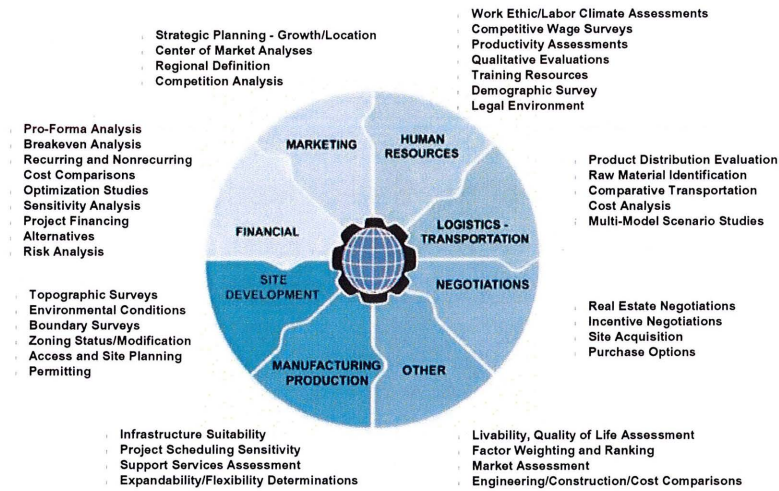 Strategic Planning - Growth/Location
Center of Market Analyses
Regional Definition
Competition Analysis
Work Ethic/Labor Climate Assessments
Competitive Wage Surveys
Productivity Assessments
Qualitative Evaluations
Training Resources
Demographic Survey
Legal Environment
Pro-Forma Analysis
Breakeven Analysis
Recurring and Nonrecurring
Cost Comparisons
Optimization Studies
Sensitivity Analysis
Project Financing
Alternatives
Risk Analysis
MARKETING
HUMAN
RESOURCES
Product Distribution Evaluation
Raw Material Identification
Comparative Transportation
Cost Analysis
Multi-Model Scenario Studies
FINANCIAL
LOGISTICS -
TRANSPORTATION
SITE
DEVELOPMENT
NEGOTIATIONS
Topographic Surveys
Environmental Conditions
Boundary Surveys
Zoning Status/Modification
Access and Site Planning
Permitting
Real Estate Negotiations
Incentive Negotiations
Site Acquisition
Purchase Options
MANUFACTURING
PRODUCTION
OTHER
Infrastructure Suitability
Project Scheduling Sensitivity
Support Services Assessment
Expandability/Flexibility Determinations
Livability, Quality of Life Assessment
Factor Weighting and Ranking
Market Assessment
Engineering/Construction/Cost Comparisons